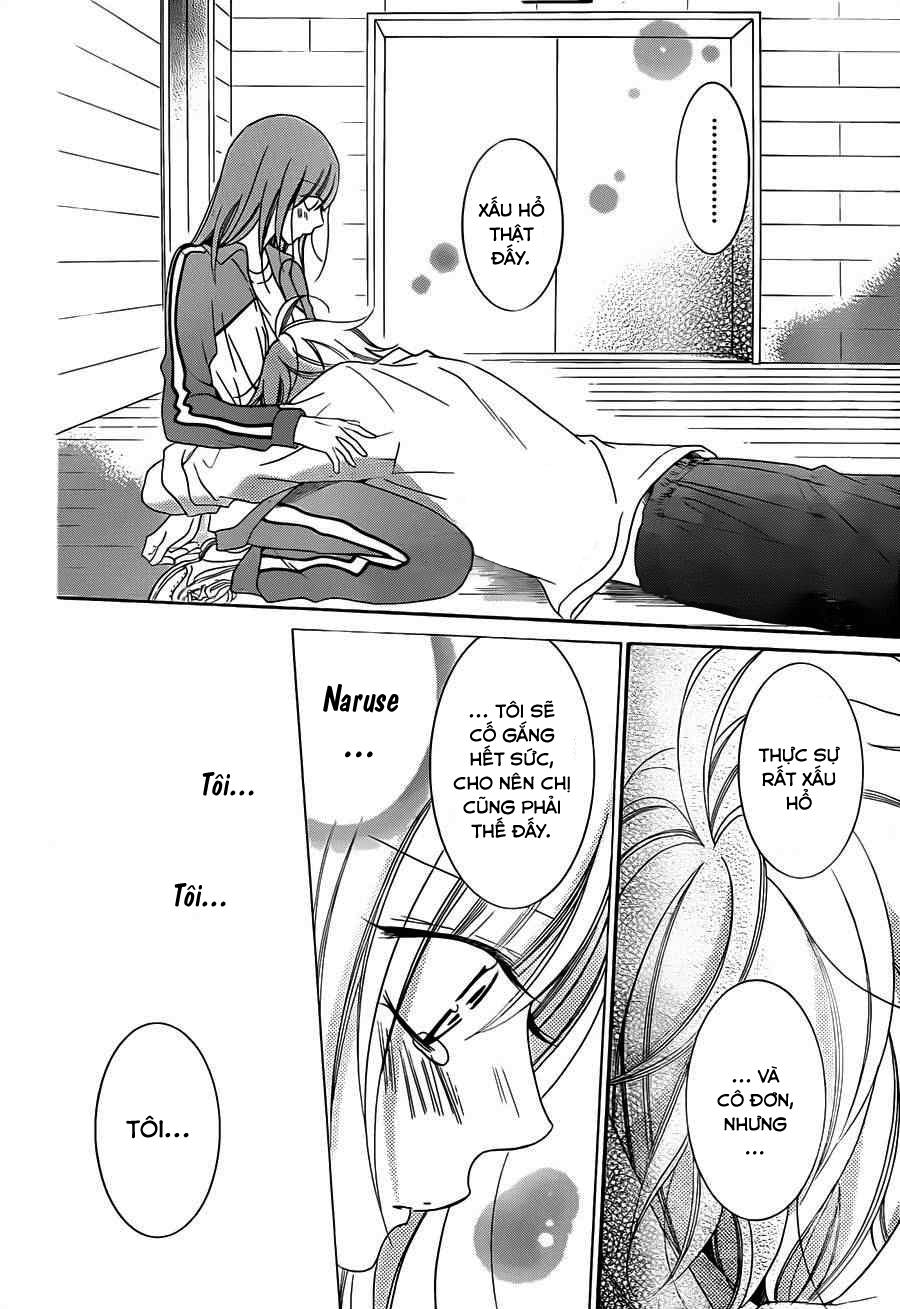 ..........
XẤU HỔ
THẬT
ĐẤY.
THỰC SỰ
RẤT XẤU
HỔ
... VÀ
CÔ ĐƠN,
NHƯNG
...
... TÔI SẼ
CỐ GẮNG
HẾT SỨC,
CHO NÊN CHỊ
CŨNG PHẢI
THẾ ĐẤY.
Naruse
...
Tôi...
Tôi...
TÔI...